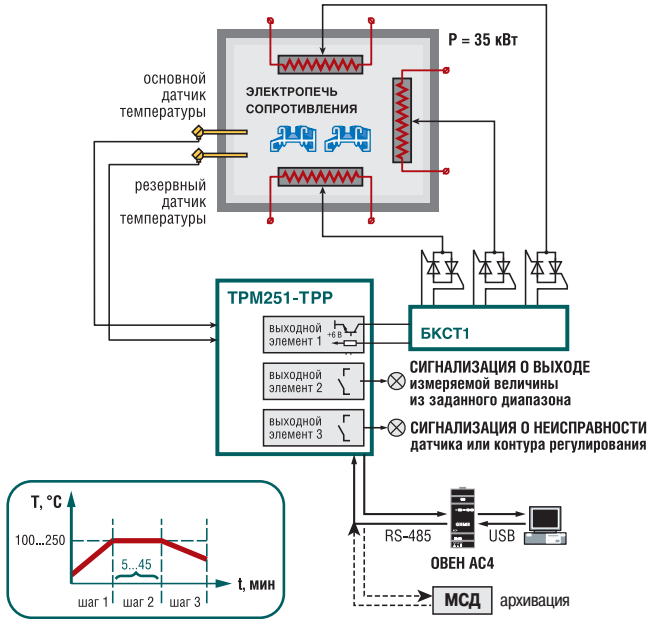 P = 35 кВт
основной
датчик
температуры
ЭЛЕКТРОПЕЧЬ
СОПРОТИВЛЕНИЯ
резервный
датчик
температуры
ТРМ251-ТРР
выходной
элемент 1
+6 В
БКСТ1
выходной
элемент 2
СИГНАЛИЗАЦИЯ О ВЫХОДЕ
измеряемой величины
из заданного диапазона
выходной
элемент 3
СИГНАЛИЗАЦИЯ О НЕИСПРАВНОСТИ
датчика или контура регулирования
T, °C
100...250
5...45
t, мин
шаг 1
шаг 2
шаг 3
RS-485
USB
ОВЕН АС4
МСД
архивация